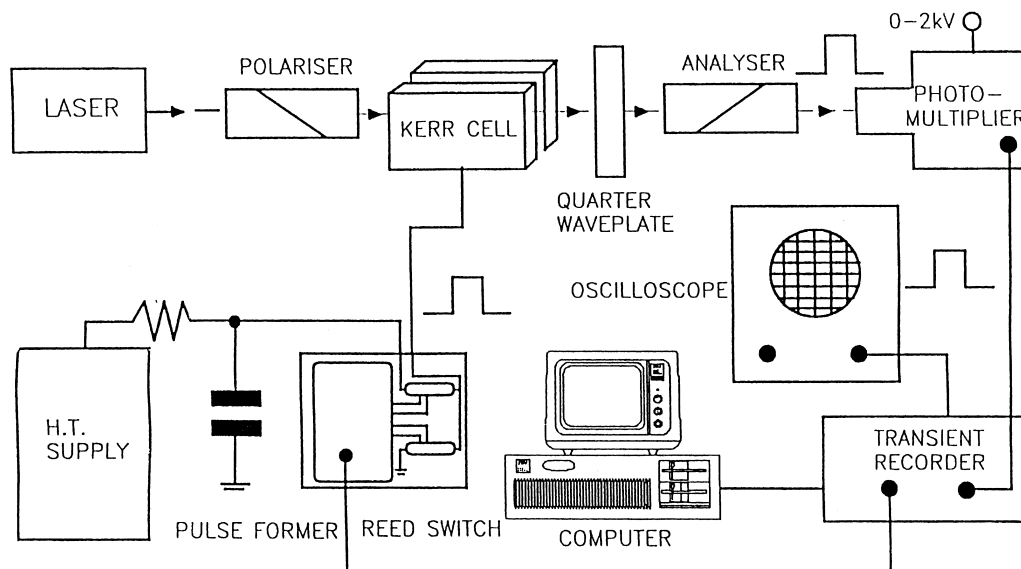 0-2kV
POLARISER
ANALYSER
LASER
KERR CELL
PHOTO-
MULTIPLIER
QUARTER
WAVEPLATE
OSCILLOSCOPE
H.T.
SUPPLY
TRANSIENT
RECORDER
PULSE FORMER
REED SWITCH
COMPUTER